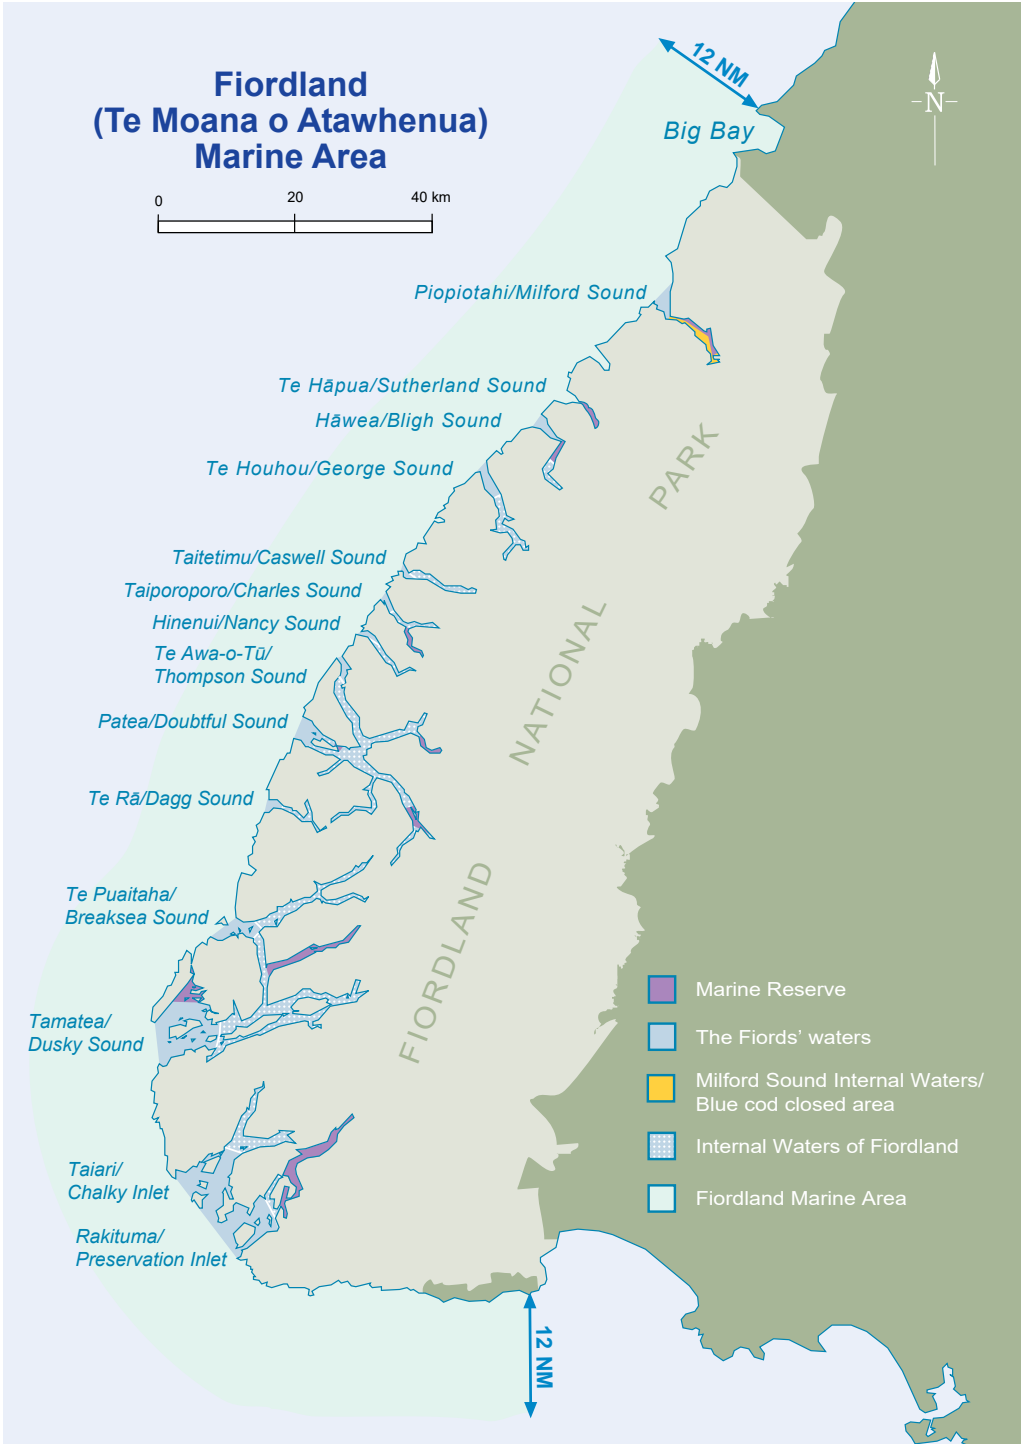 Fiordland
(Te Moana o Atawhenua)
Marine Area
0 20 40 km
12 NM
Big Bay
N
Piopiotahi/Milford Sound
Te Hāpua/Sutherland Sound
Hāwea/Bligh Sound
Te Houhou/George Sound
Taitetimu/Caswell Sound
Taiporoporo/Charles Sound
Hinenui/Nancy Sound
Te Awa-o-Tū/
Thompson Sound
Patea/Doubtful Sound
Te Rā/Dagg Sound
Te Puaitaha/
Breaksea Sound
Tamatea/
Dusky Sound
Taiari/
Chalky Inlet
Rakituma/
Preservation Inlet
FIORDLAND
NATIONAL
PARK
Marine Reserve
The Fiords' waters
Milford Sound Internal Waters/
Blue cod closed area
Internal Waters of Fiordland
Fiordland Marine Area
12 NM